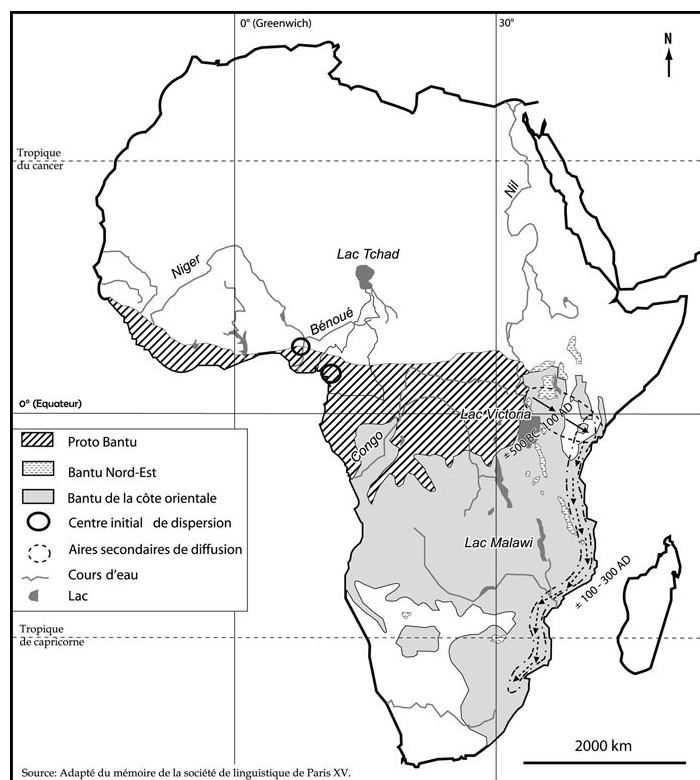 0° (Greenwich)
30°
N
Tropique
du cancer
Nil
Niger
Lac Tchad
Bénoué
0° (Equateur)
Lac Victoria
± 500 BC -100 AD
Congo
Proto Bantu
Bantu Nord-Est
Bantu de la côte orientale
Centre initial de dispersion
Aires secondaires de diffusion
Cours d'eau
Lac
Lac Malawi
± 100 - 300 AD
Tropique
de capricorne
2000 km
Source: Adapté du mémoire de la société de linguistique de Paris XV.